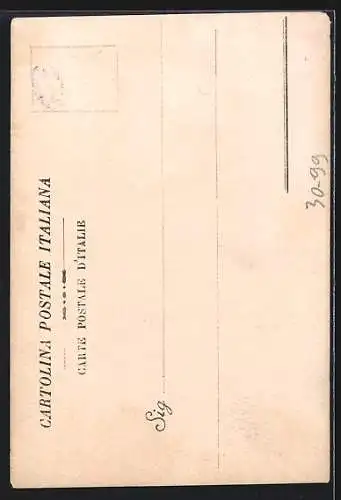 CARTOLINA POSTALE ITALIANA
CARTE POSTALE D'ITALIE
Sig.
30-99